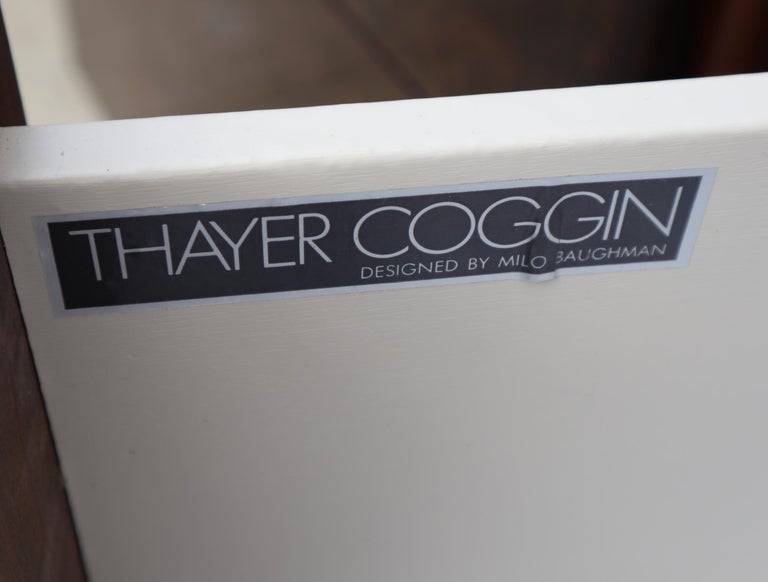 THAYER COGGIN
DESIGNED BY MILO BAUGHMAN